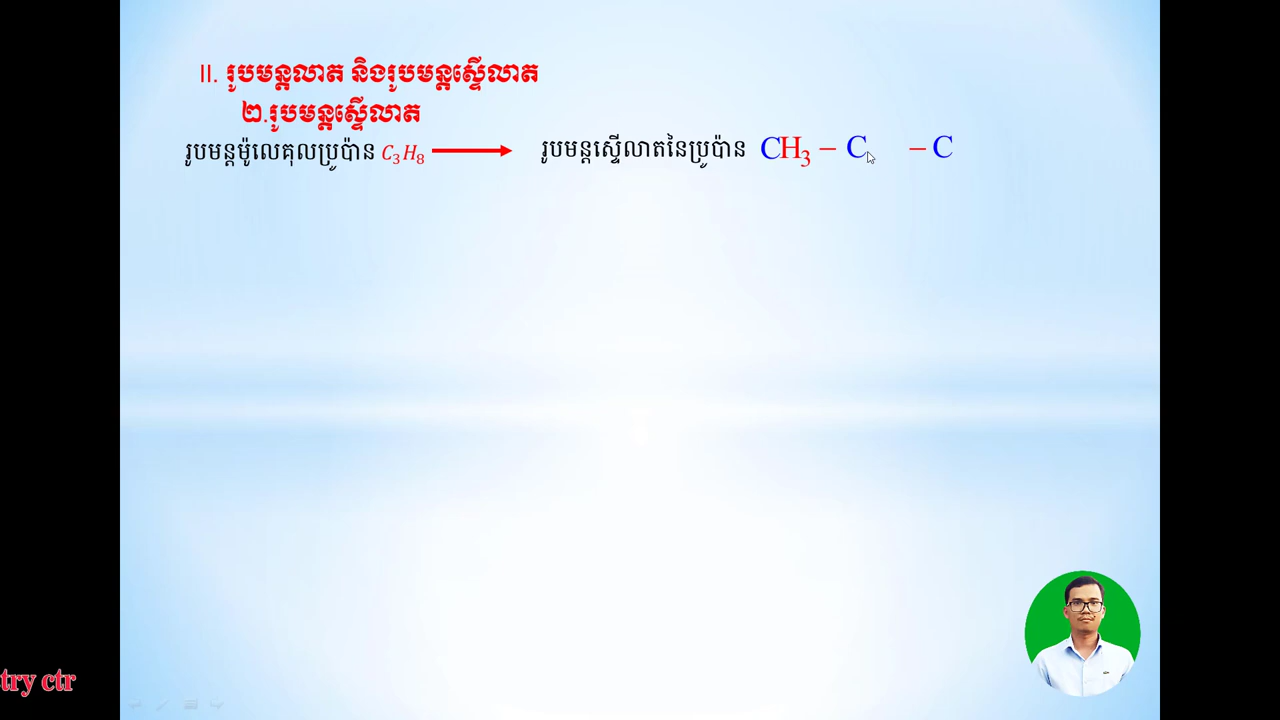 II. រូបមន្តលាត និងរូបមន្តស្ទើលាត
២.រូបមន្តស្ទើលាត
រូបមន្តម៉ូលេគុលប្រូប៉ាន C₃H₈ ⟶ រូបមន្តស្ទើលាតនៃប្រូប៉ាន CH₃ – C – C
try ctr